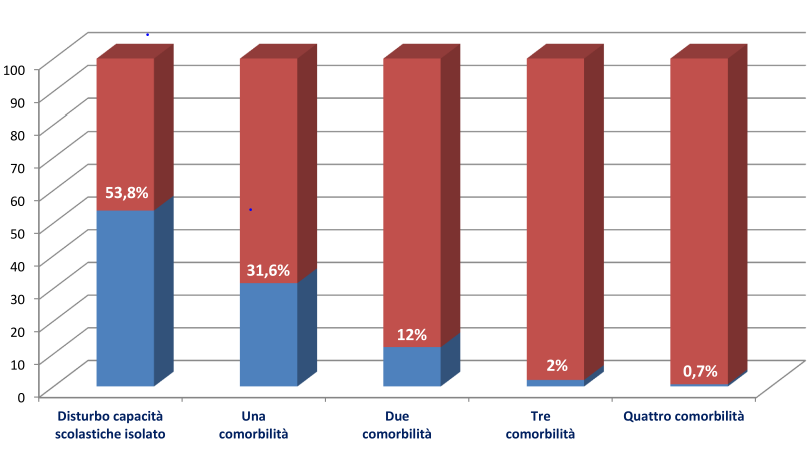 100
90
80
70
60
50
40
30
20
10
0
53,8%
31,6%
12%
2%
0,7%
Disturbo capacità
scolastiche isolato
Una
comorbilità
Due
comorbilità
Tre
comorbilità
Quattro comorbilità